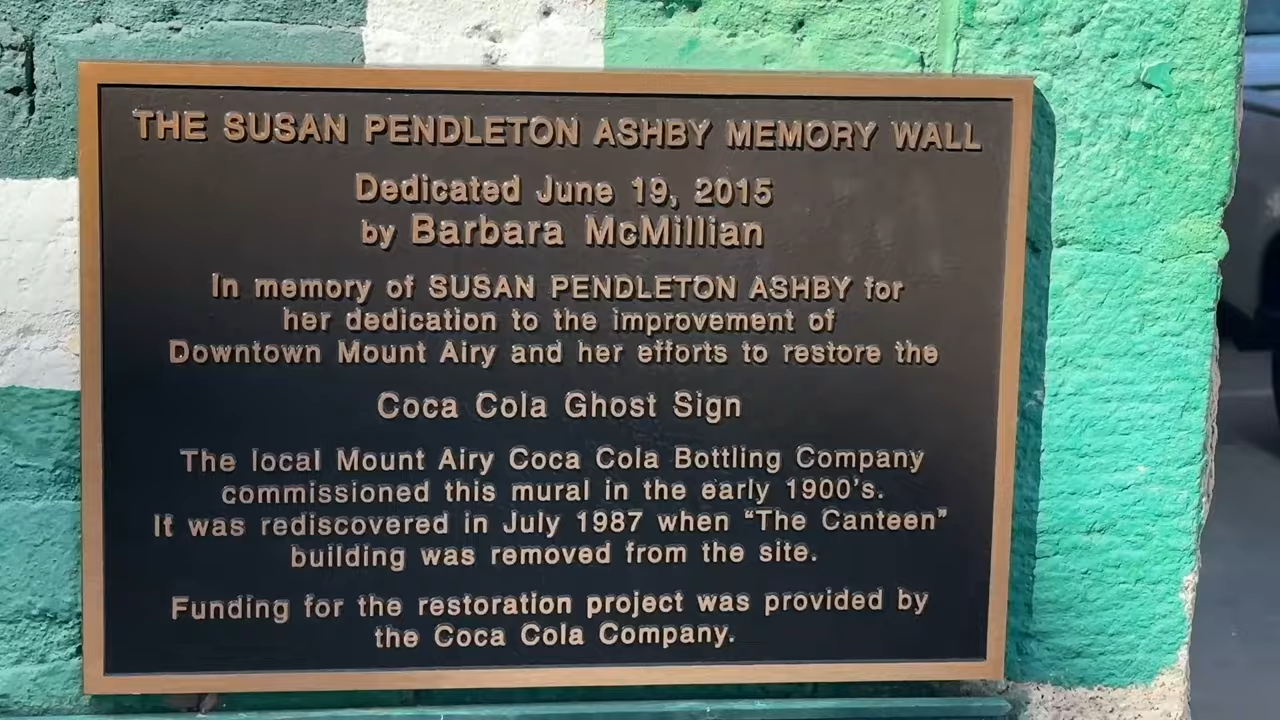 THE SUSAN PENDLETON ASHBY MEMORY WALL
Dedicated June 19, 2015
by Barbara McMillian
In memory of SUSAN PENDLETON ASHBY for
her dedication to the improvement of
Downtown Mount Airy and her efforts to restore the
Coca Cola Ghost Sign
The local Mount Airy Coca Cola Bottling Company
commissioned this mural in the early 1900's.
It was rediscovered in July 1987 when “The Canteen”
building was removed from the site.
Funding for the restoration project was provided by
the Coca Cola Company.